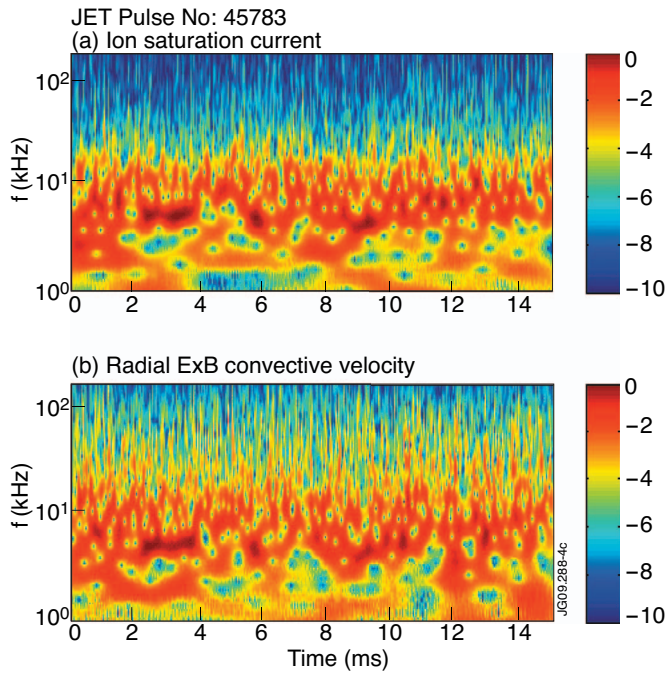 JET Pulse No: 45783
(a) Ion saturation current
10²
10¹
10⁰
f (kHz)
0 2 4 6 8 10 12 14
0
−2
−4
−6
−8
−10
(b) Radial ExB convective velocity
10²
10¹
10⁰
f (kHz)
0 2 4 6 8 10 12 14
Time (ms)
0
−2
−4
−6
−8
−10
JG09.288-4c